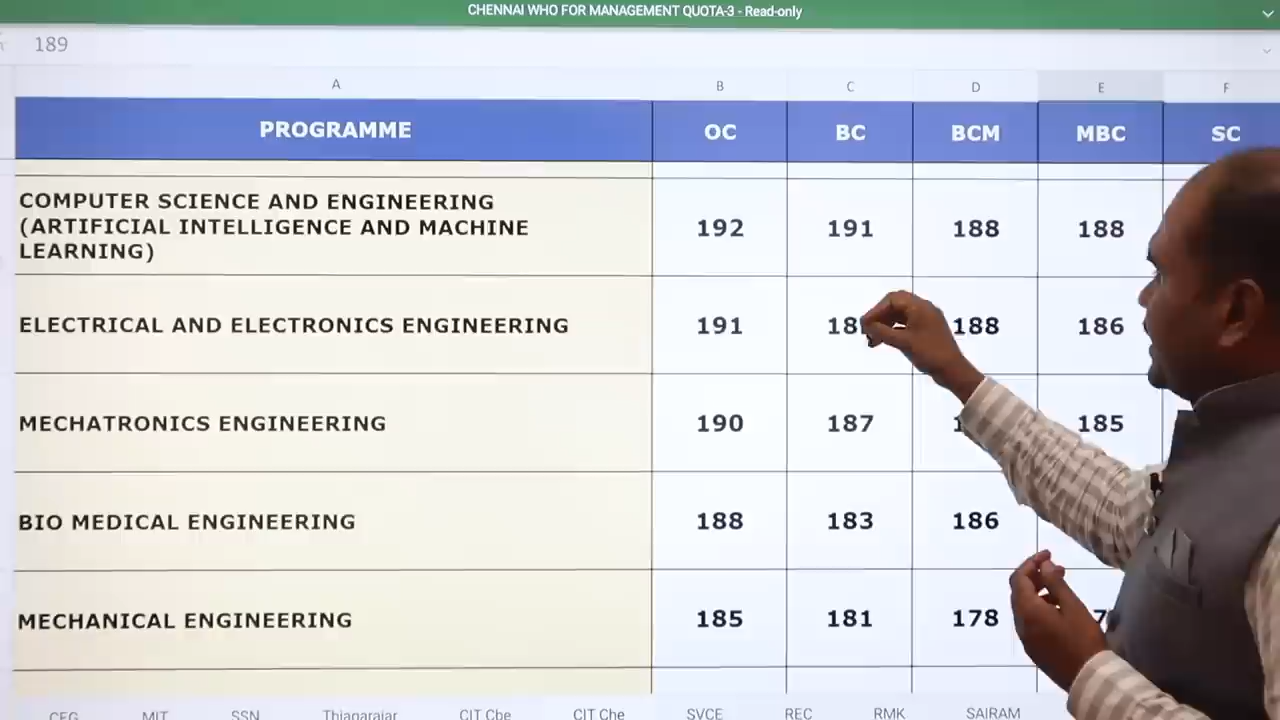 CHENNAI WHO FOR MANAGEMENT QUOTA-3 - Read-only
189
A B C D E F
PROGRAMME OC BC BCM MBC SC
COMPUTER SCIENCE AND ENGINEERING
(ARTIFICIAL INTELLIGENCE AND MACHINE
LEARNING) 192 191 188 188
ELECTRICAL AND ELECTRONICS ENGINEERING 191 188 186
MECHATRONICS ENGINEERING 190 187 185
BIO MEDICAL ENGINEERING 188 183 186
MECHANICAL ENGINEERING 185 181 178
CEG MIT SSN Thiagarajar CIT Cbe CIT Che SVCE REC RMK SAIRAM